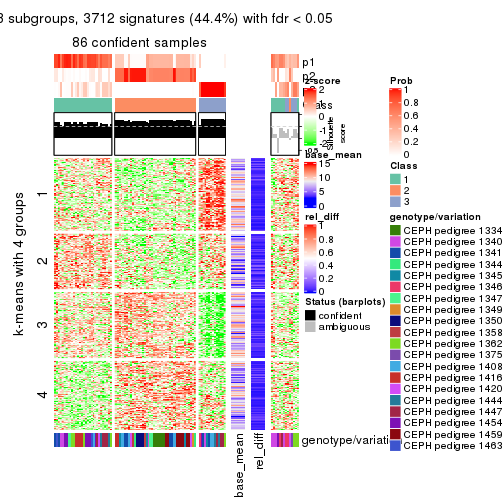 3 subgroups, 3712 signatures (44.4%) with fdr < 0.05
86 confident samples
p1
p2
z-score
2
0
-2
Class
silhouette
score
base_mean
15
10
5
0
rel_diff
1
0.8
0.6
0.4
0.2
0
Status (barplots)
confident
ambiguous
Prob
1
0.8
0.6
0.4
0.2
0
Class
1
2
3
genotype/variation
CEPH pedigree 1334
CEPH pedigree 1340
CEPH pedigree 1341
CEPH pedigree 1344
CEPH pedigree 1345
CEPH pedigree 1346
CEPH pedigree 1347
CEPH pedigree 1349
CEPH pedigree 1350
CEPH pedigree 1358
CEPH pedigree 1362
CEPH pedigree 1375
CEPH pedigree 1408
CEPH pedigree 1416
CEPH pedigree 1420
CEPH pedigree 1444
CEPH pedigree 1447
CEPH pedigree 1454
CEPH pedigree 1459
CEPH pedigree 1463
k-means with 4 groups
1
2
3
4
genotype/variation
base_mean
rel_diff